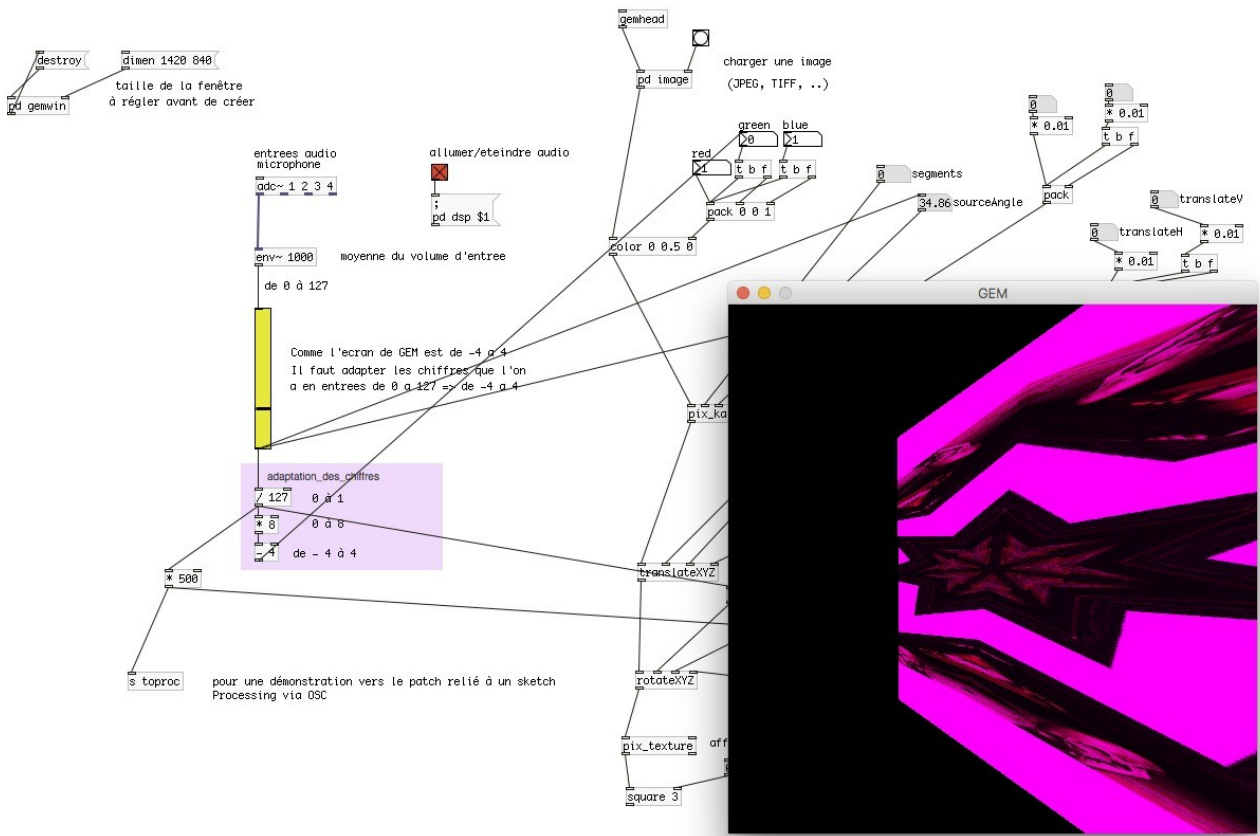 gemhead
destroy
dimen 1420 840
pd gemwin
taille de la fenêtre
à régler avant de créer
pd image
charger une image
(JPEG, TIFF, ..)
0
* 0.01
0
* 0.01
t b f
green
0
blue
1
red
1
t b f
t b f
pack 0 0 1
color 0 0.5 0
entrees audio
microphone
adc~ 1 2 3 4
allumer/eteindre audio
;
pd dsp $1
env~ 1000
moyenne du volume d'entree
de 0 à 127
0
segments
34.86
sourceAngle
pack
0
translateV
* 0.01
0
translateH
* 0.01
t b f
GEM
Comme l'ecran de GEM est de -4 a 4
Il faut adapter les chiffres que l'on
a en entrees de 0 a 127 => de -4 a 4
pix_ka
adaptation_des_chiffres
/ 127
0 à 1
* 8
0 à 8
- 4
de - 4 à 4
* 500
translateXYZ
s toproc
pour une démonstration vers le patch relié à un sketch
Processing via OSC
rotateXYZ
pix_texture
aff
square 3